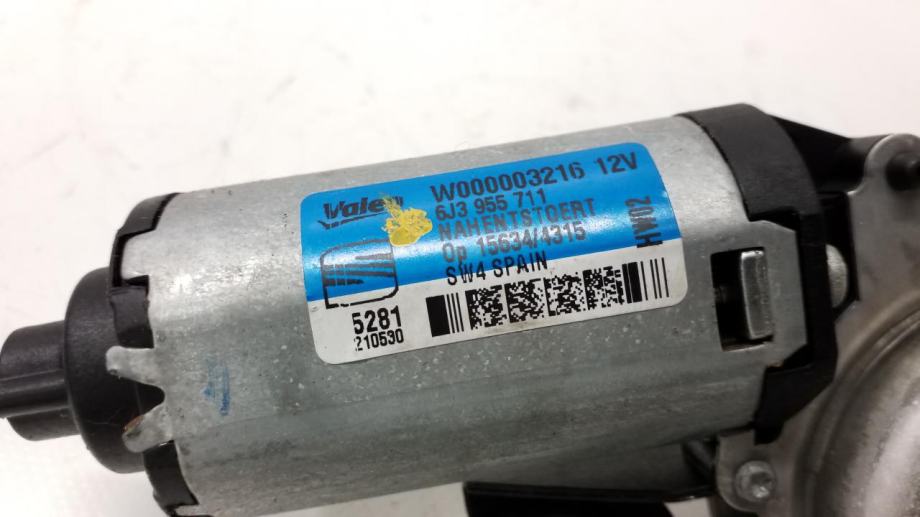 Valeo W000003216 12V
6J3 955 711
NAHENTSTOERT
Op 15634/4315
SW4 SPAIN
HW02
5281
210530